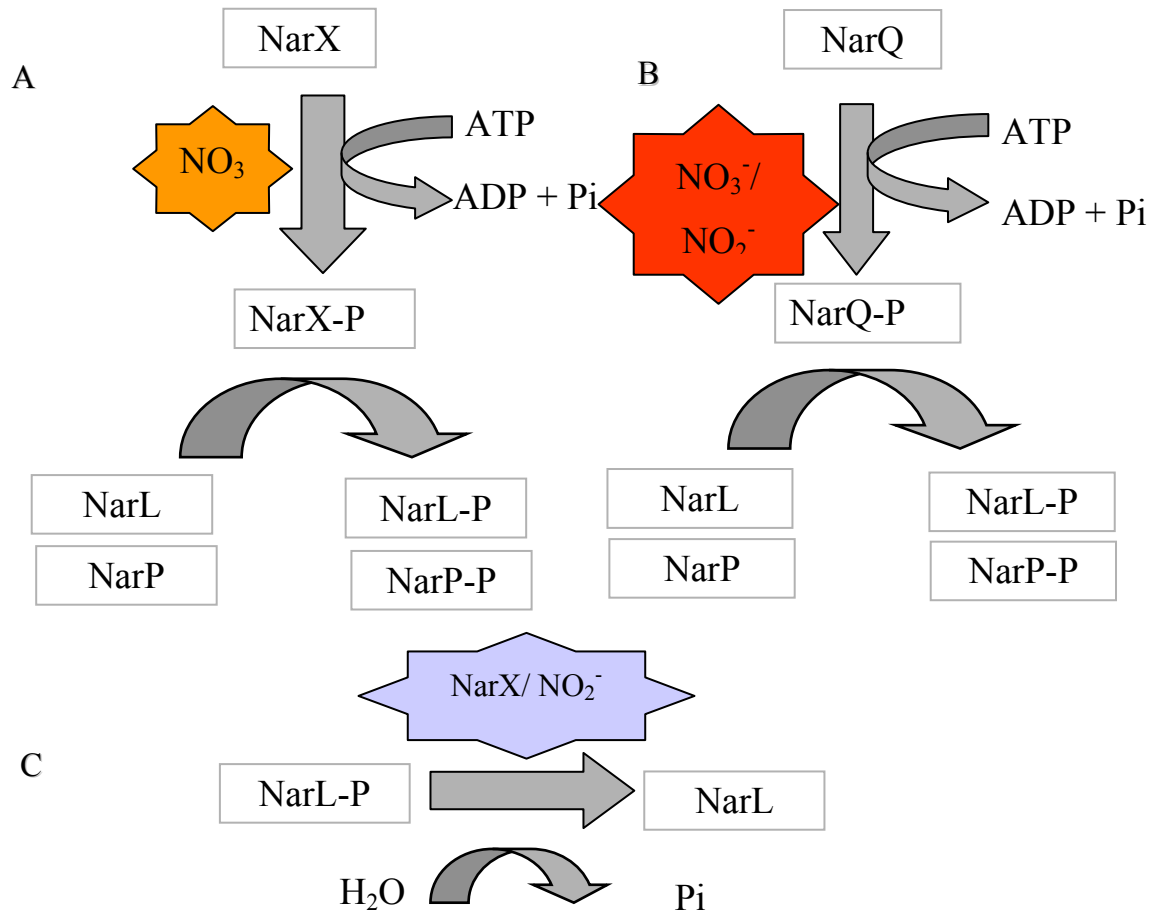 A
NarX
NO₃
ATP
ADP + Pi
NarX-P
NarL
NarP
NarL-P
NarP-P
B
NarQ
NO₃⁻/
NO₂⁻
ATP
ADP + Pi
NarQ-P
NarL
NarP
NarL-P
NarP-P
C
NarX/ NO₂⁻
NarL-P
NarL
H₂O
Pi